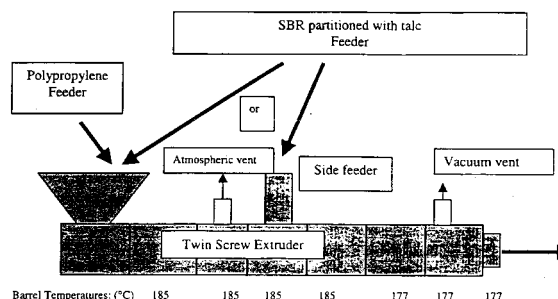 SBR partitioned with talc
Feeder
Polypropylene
Feeder
or
Atmospheric vent
Side feeder
Vacuum vent
Twin Screw Extruder
Barrel Temperatures: (°C) 185 185 185 185 177 177 177